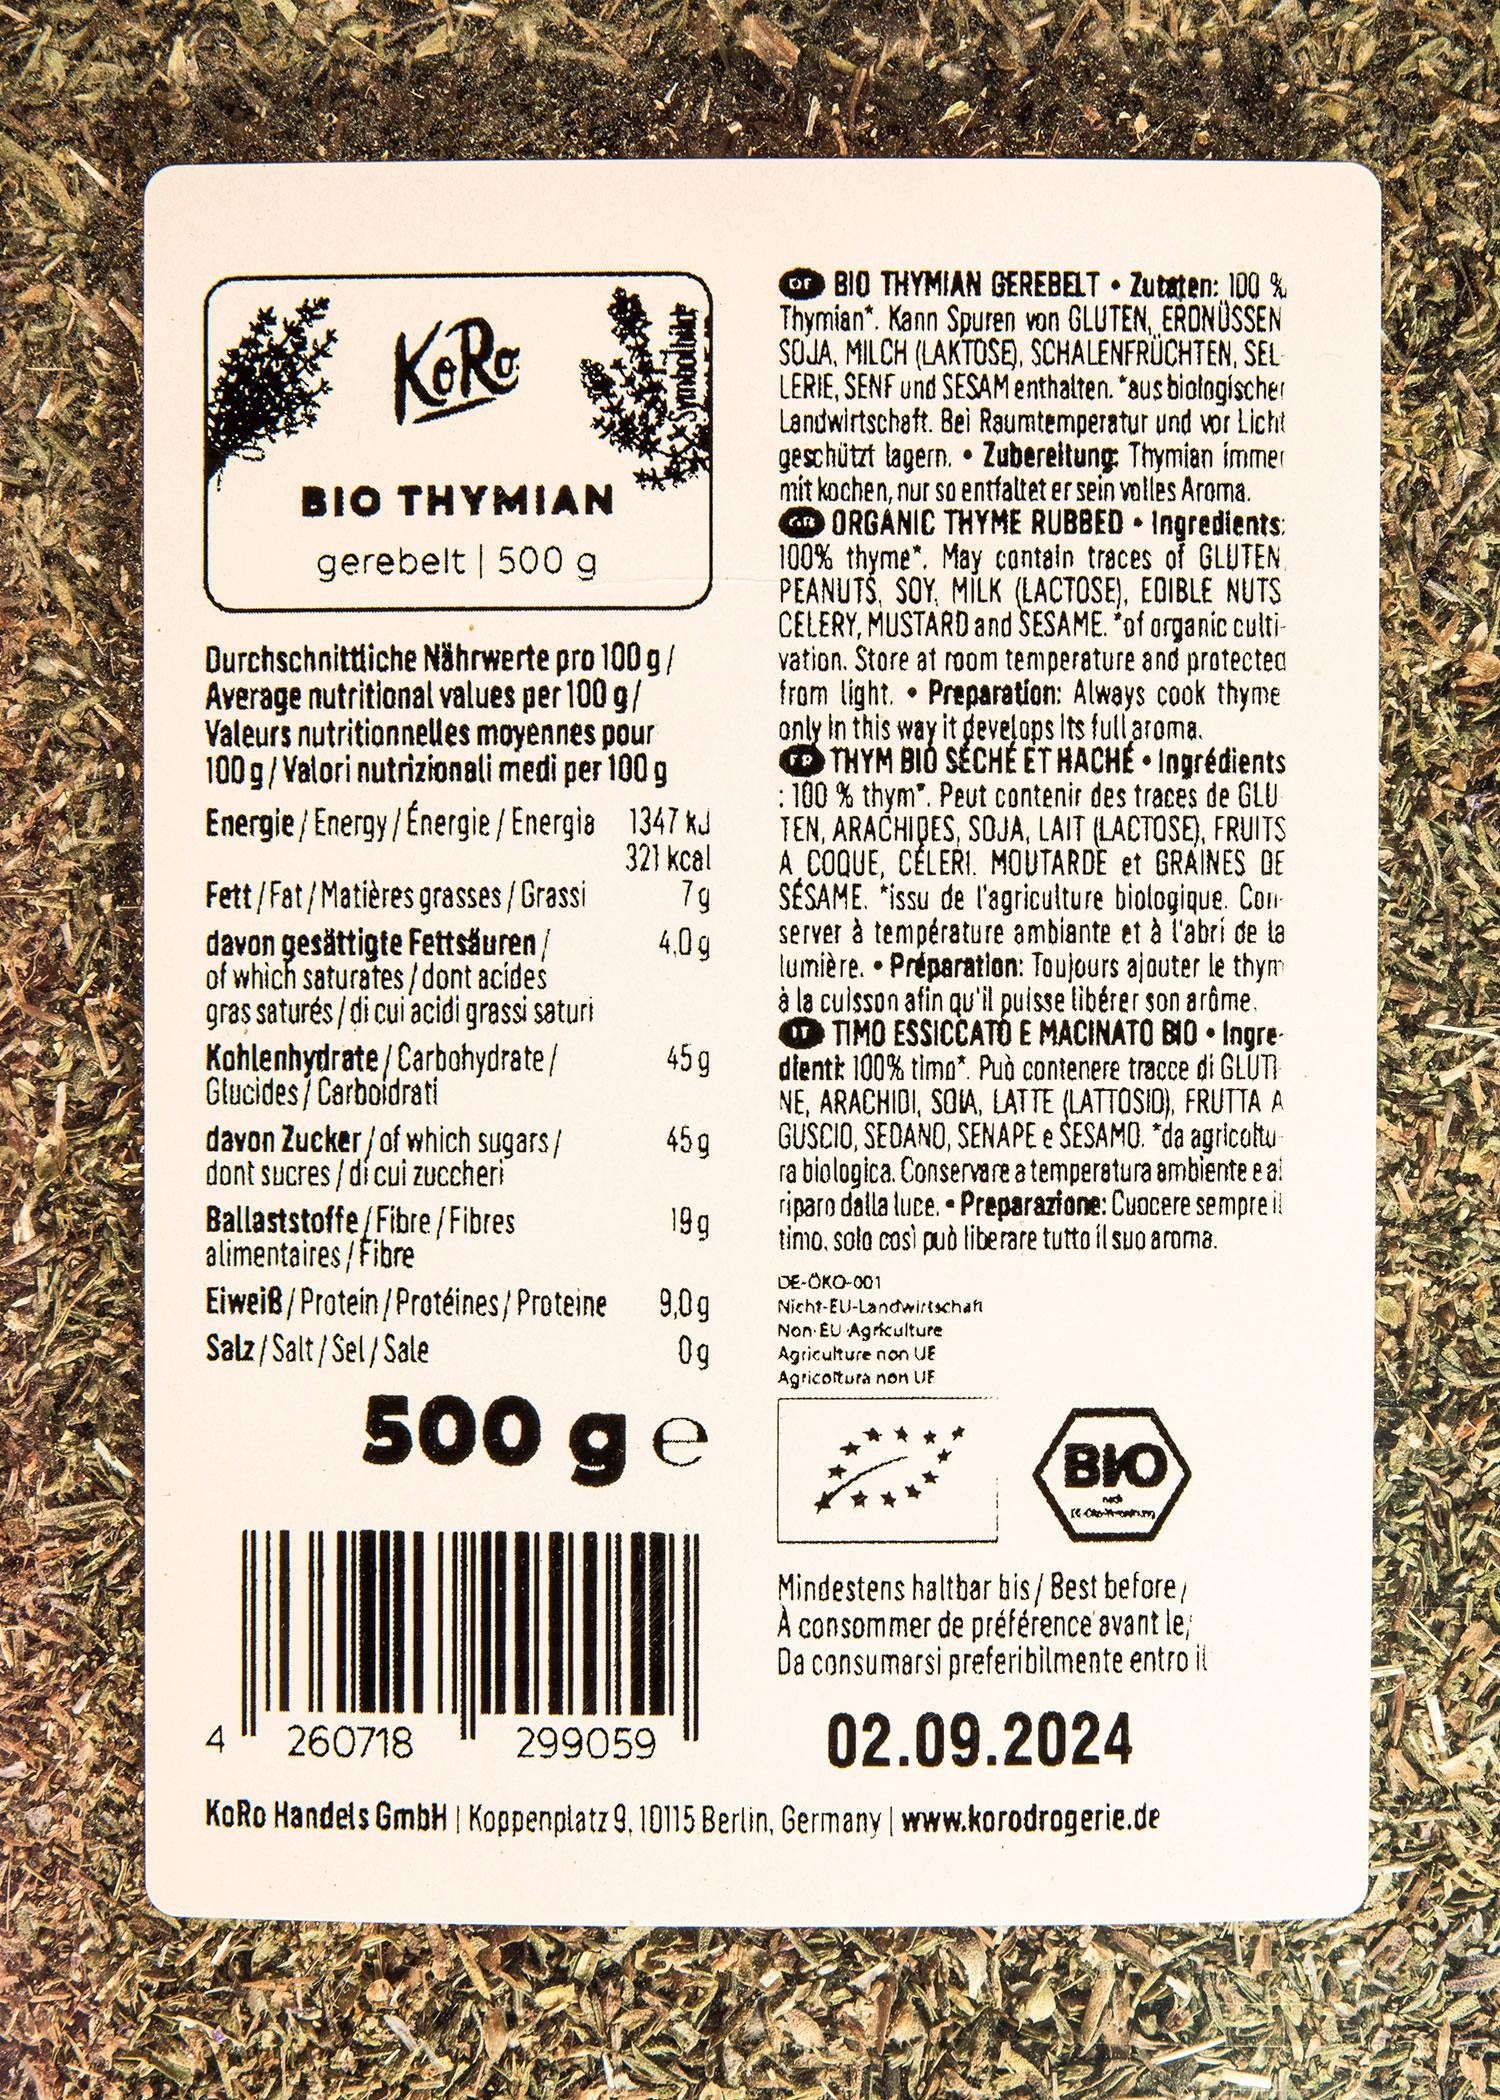 KoRo
Symbolbild
BIO THYMIAN
gerebelt | 500 g
Durchschnittliche Nährwerte pro 100 g /
Average nutritional values per 100 g /
Valeurs nutritionnelles moyennes pour
100 g / Valori nutrizionali medi per 100 g
Energie / Energy / Énergie / Energia 1347 kJ
321 kcal
Fett / Fat / Matières grasses / Grassi 7 g
davon gesättigte Fettsäuren / 4,0 g
of which saturates / dont acides
gras saturés / di cui acidi grassi saturi
Kohlenhydrate / Carbohydrate / 45 g
Glucides / Carboidrati
davon Zucker / of which sugars / 45 g
dont sucres / di cui zuccheri
Ballaststoffe / Fibre / Fibres 19 g
alimentaires / Fibre
Eiweiß / Protein / Protéines / Proteine 9,0 g
Salz / Salt / Sel / Sale 0 g
500 g e
4 260718 299059
DE BIO THYMIAN GEREBELT • Zutaten: 100 %
Thymian*. Kann Spuren von GLUTEN, ERDNÜSSEN
SOJA, MILCH (LAKTOSE), SCHALENFRÜCHTEN, SEL-
LERIE, SENF und SESAM enthalten. *aus biologischer
Landwirtschaft. Bei Raumtemperatur und vor Licht
geschützt lagern. • Zubereitung: Thymian immer
mit kochen, nur so entfaltet er sein volles Aroma.
GB ORGANIC THYME RUBBED • Ingredients:
100% thyme*. May contain traces of GLUTEN,
PEANUTS, SOY, MILK (LACTOSE), EDIBLE NUTS
CELERY, MUSTARD and SESAME. *of organic culti-
vation. Store at room temperature and protected
from light. • Preparation: Always cook thyme
only in this way it develops its full aroma.
FR THYM BIO SÉCHÉ ET HACHÉ • Ingrédients
: 100 % thym*. Peut contenir des traces de GLU-
TEN, ARACHIDES, SOJA, LAIT (LACTOSE), FRUITS
A COQUE, CÉLERI. MOUTARDE et GRAINES DE
SÉSAME. *issu de l'agriculture biologique. Con-
server à température ambiante et à l'abri de la
lumière. • Préparation: Toujours ajouter le thym
à la cuisson afin qu'il puisse libérer son arôme.
IT TIMO ESSICCATO E MACINATO BIO • Ingre-
dienti: 100% timo*. Può contenere tracce di GLUTI-
NE, ARACHIDI, SOIA, LATTE (LATTOSIO), FRUTTA A
GUSCIO, SEDANO, SENAPE e SESAMO. *da agricoltu-
ra biologica. Conservare a temperatura ambiente e al
riparo dalla luce. • Preparazione: Cuocere sempre il
timo, solo così può liberare tutto il suo aroma.
DE-ÖKO-001
Nicht-EU-Landwirtschaft
Non-EU Agriculture
Agriculture non UE
Agricoltura non UE
BIO
nach
Mindestens haltbar bis / Best before /
À consommer de préférence avant le;
Da consumarsi preferibilmente entro il
02.09.2024
KoRo Handels GmbH | Koppenplatz 9, 10115 Berlin, Germany | www.korodrogerie.de